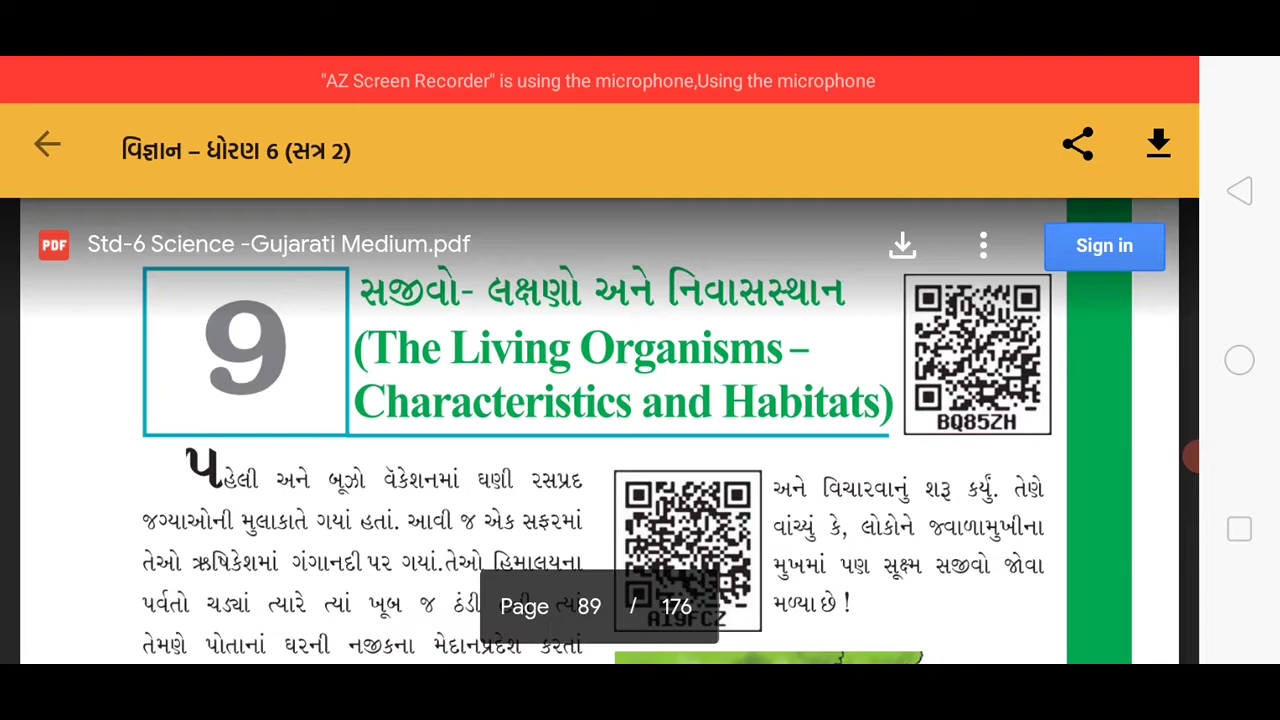 "AZ Screen Recorder" is using the microphone,Using the microphone
વિજ્ઞાન – ધોરણ 6 (સત્ર 2)
PDF
Std-6 Science -Gujarati Medium.pdf
Sign in
9
સજીવો- લક્ષણો અને નિવાસસ્થાન
(The Living Organisms –
Characteristics and Habitats)
BQ85ZH
પહેલી અને બૂઝો વૅકેશનમાં ઘણી રસપ્રદ
જગ્યાઓની મુલાકાતે ગયાં હતાં. આવી જ એક સફરમાં
તેઓ ઋષિકેશમાં ગંગાનદી પર ગયાં.તેઓ હિમાલયના
પર્વતો ચડ્યાં ત્યારે ત્યાં ખૂબ જ ઠંડી ત્યાં
તેમણે પોતાનાં ઘરની નજીકના મેદાનપ્રદેશ કરતાં
AI9FCZ
અને વિચારવાનું શરૂ કર્યું. તેણે
વાંચ્યું કે, લોકોને જ્વાળામુખીના
મુખમાં પણ સૂક્ષ્મ સજીવો જોવા
મળ્યા છે !
Page 89 / 176